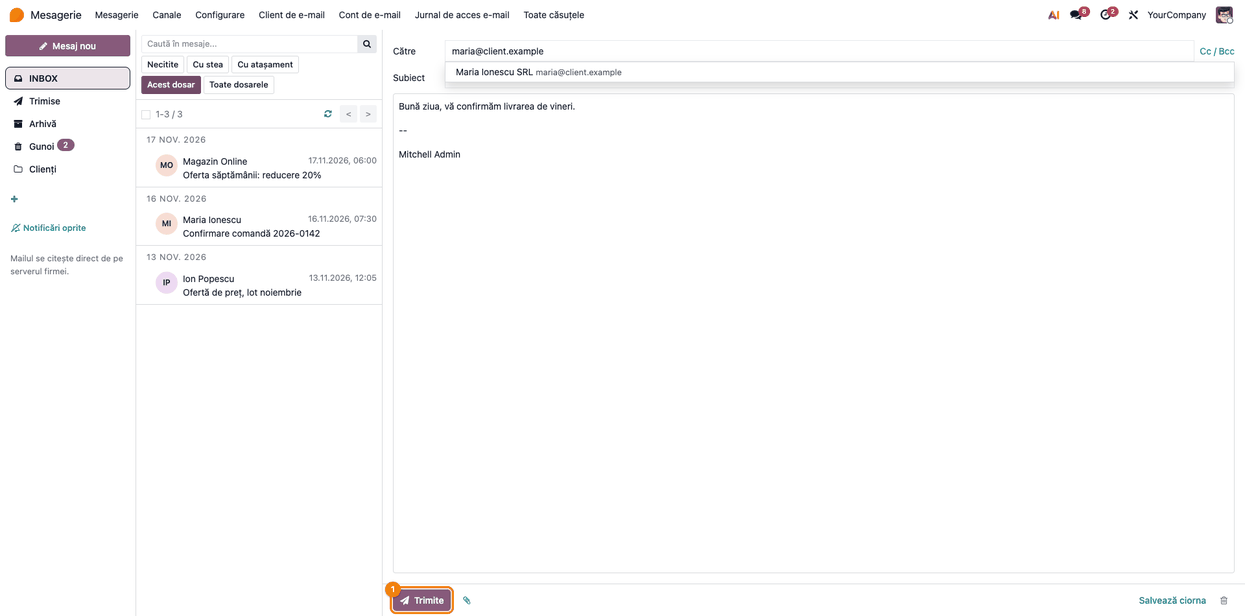 Mesagerie Mesagerie Canale Configurare Client de e-mail Cont de e-mail Jurnal de acces e-mail Toate căsuțele AI 8 2 YourCompany
Mesaj nou
INBOX
Trimise
Arhivă
Gunoi 2
Clienți
+
Notificări oprite
Mailul se citește direct de pe
serverul firmei.
Caută în mesaje...
Necitite Cu stea Cu atașament
Acest dosar Toate dosarele
1-3 / 3 < >
17 NOV. 2026
MO Magazin Online 17.11.2026, 06:00
Oferta săptămânii: reducere 20%
16 NOV. 2026
MI Maria Ionescu 16.11.2026, 07:30
Confirmare comandă 2026-0142
13 NOV. 2026
IP Ion Popescu 13.11.2026, 12:05
Ofertă de preț, lot noiembrie
Către maria@client.example Cc / Bcc
Maria Ionescu SRL maria@client.example
Subiect
Bună ziua, vă confirmăm livrarea de vineri.
--
Mitchell Admin
1
Trimite
Salvează ciorna